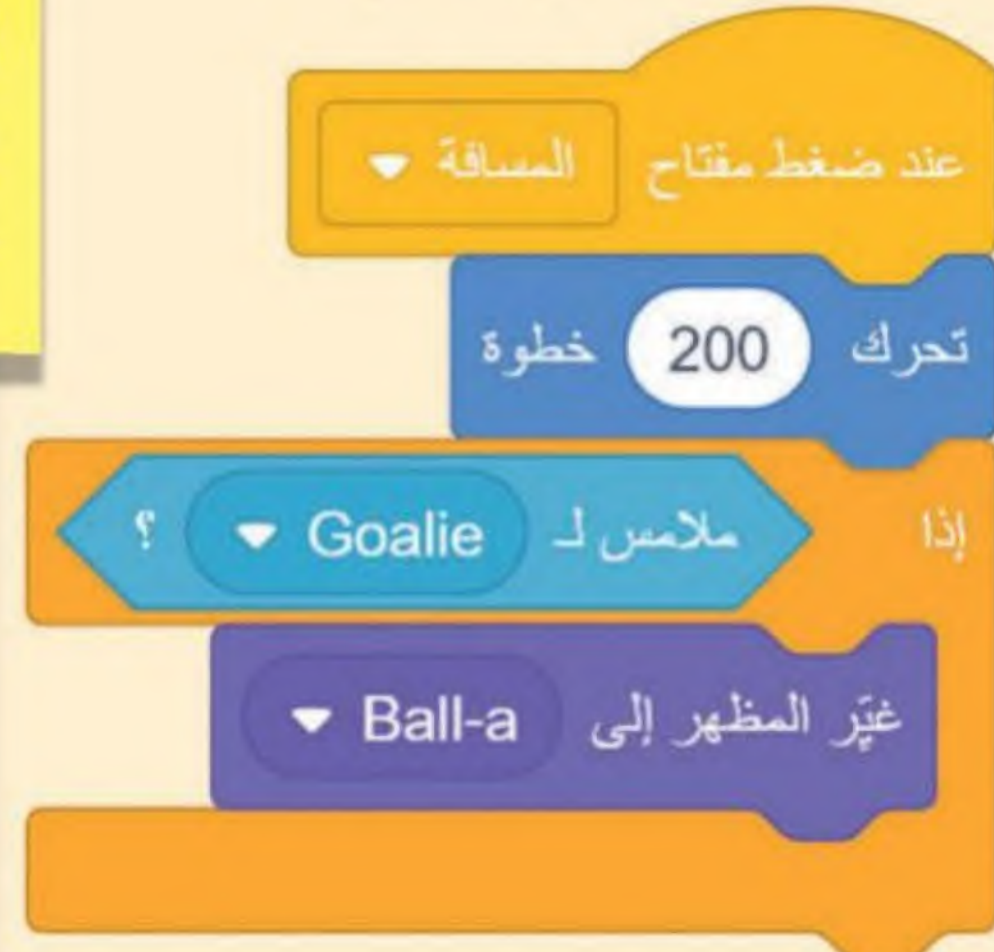 عند ضغط مفتاح المسافة
تحرك 200 خطوة
إذا ملامس لـ Goalie ؟
غيّر المظهر إلى Ball-a